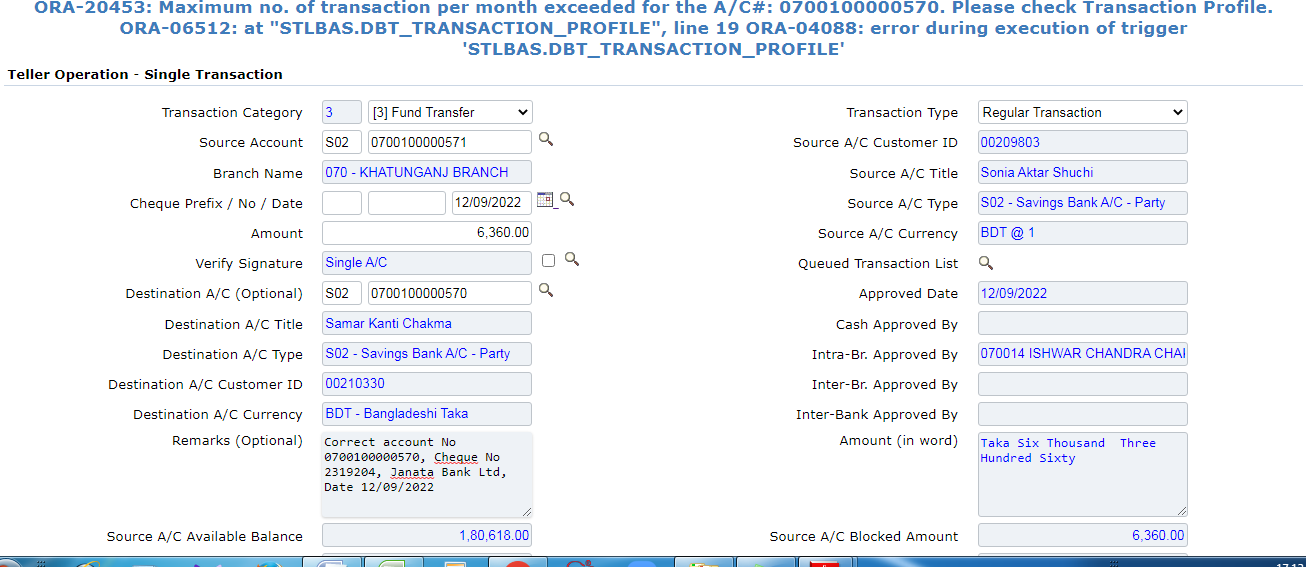 ORA-20453: Maximum no. of transaction per month exceeded for the A/C#: 0700100000570. Please check Transaction Profile.
ORA-06512: at "STLBAS.DBT_TRANSACTION_PROFILE", line 19 ORA-04088: error during execution of trigger
'STLBAS.DBT_TRANSACTION_PROFILE'
Teller Operation - Single Transaction
Transaction Category 3 [3] Fund Transfer Transaction Type Regular Transaction
Source Account S02 0700100000571 Source A/C Customer ID 00209803
Branch Name 070 - KHATUNGANJ BRANCH Source A/C Title Sonia Aktar Shuchi
Cheque Prefix / No / Date 12/09/2022 Source A/C Type S02 - Savings Bank A/C - Party
Amount 6,360.00 Source A/C Currency BDT @ 1
Verify Signature Single A/C Queued Transaction List
Destination A/C (Optional) S02 0700100000570 Approved Date 12/09/2022
Destination A/C Title Samar Kanti Chakma Cash Approved By
Destination A/C Type S02 - Savings Bank A/C - Party Intra-Br. Approved By 070014 ISHWAR CHANDRA CHAI
Destination A/C Customer ID 00210330 Inter-Br. Approved By
Destination A/C Currency BDT - Bangladeshi Taka Inter-Bank Approved By
Remarks (Optional) Correct account No Amount (in word) Taka Six Thousand Three
0700100000570, Cheque No Hundred Sixty
2319204, Janata Bank Ltd,
Date 12/09/2022
Source A/C Available Balance 1,80,618.00 Source A/C Blocked Amount 6,360.00